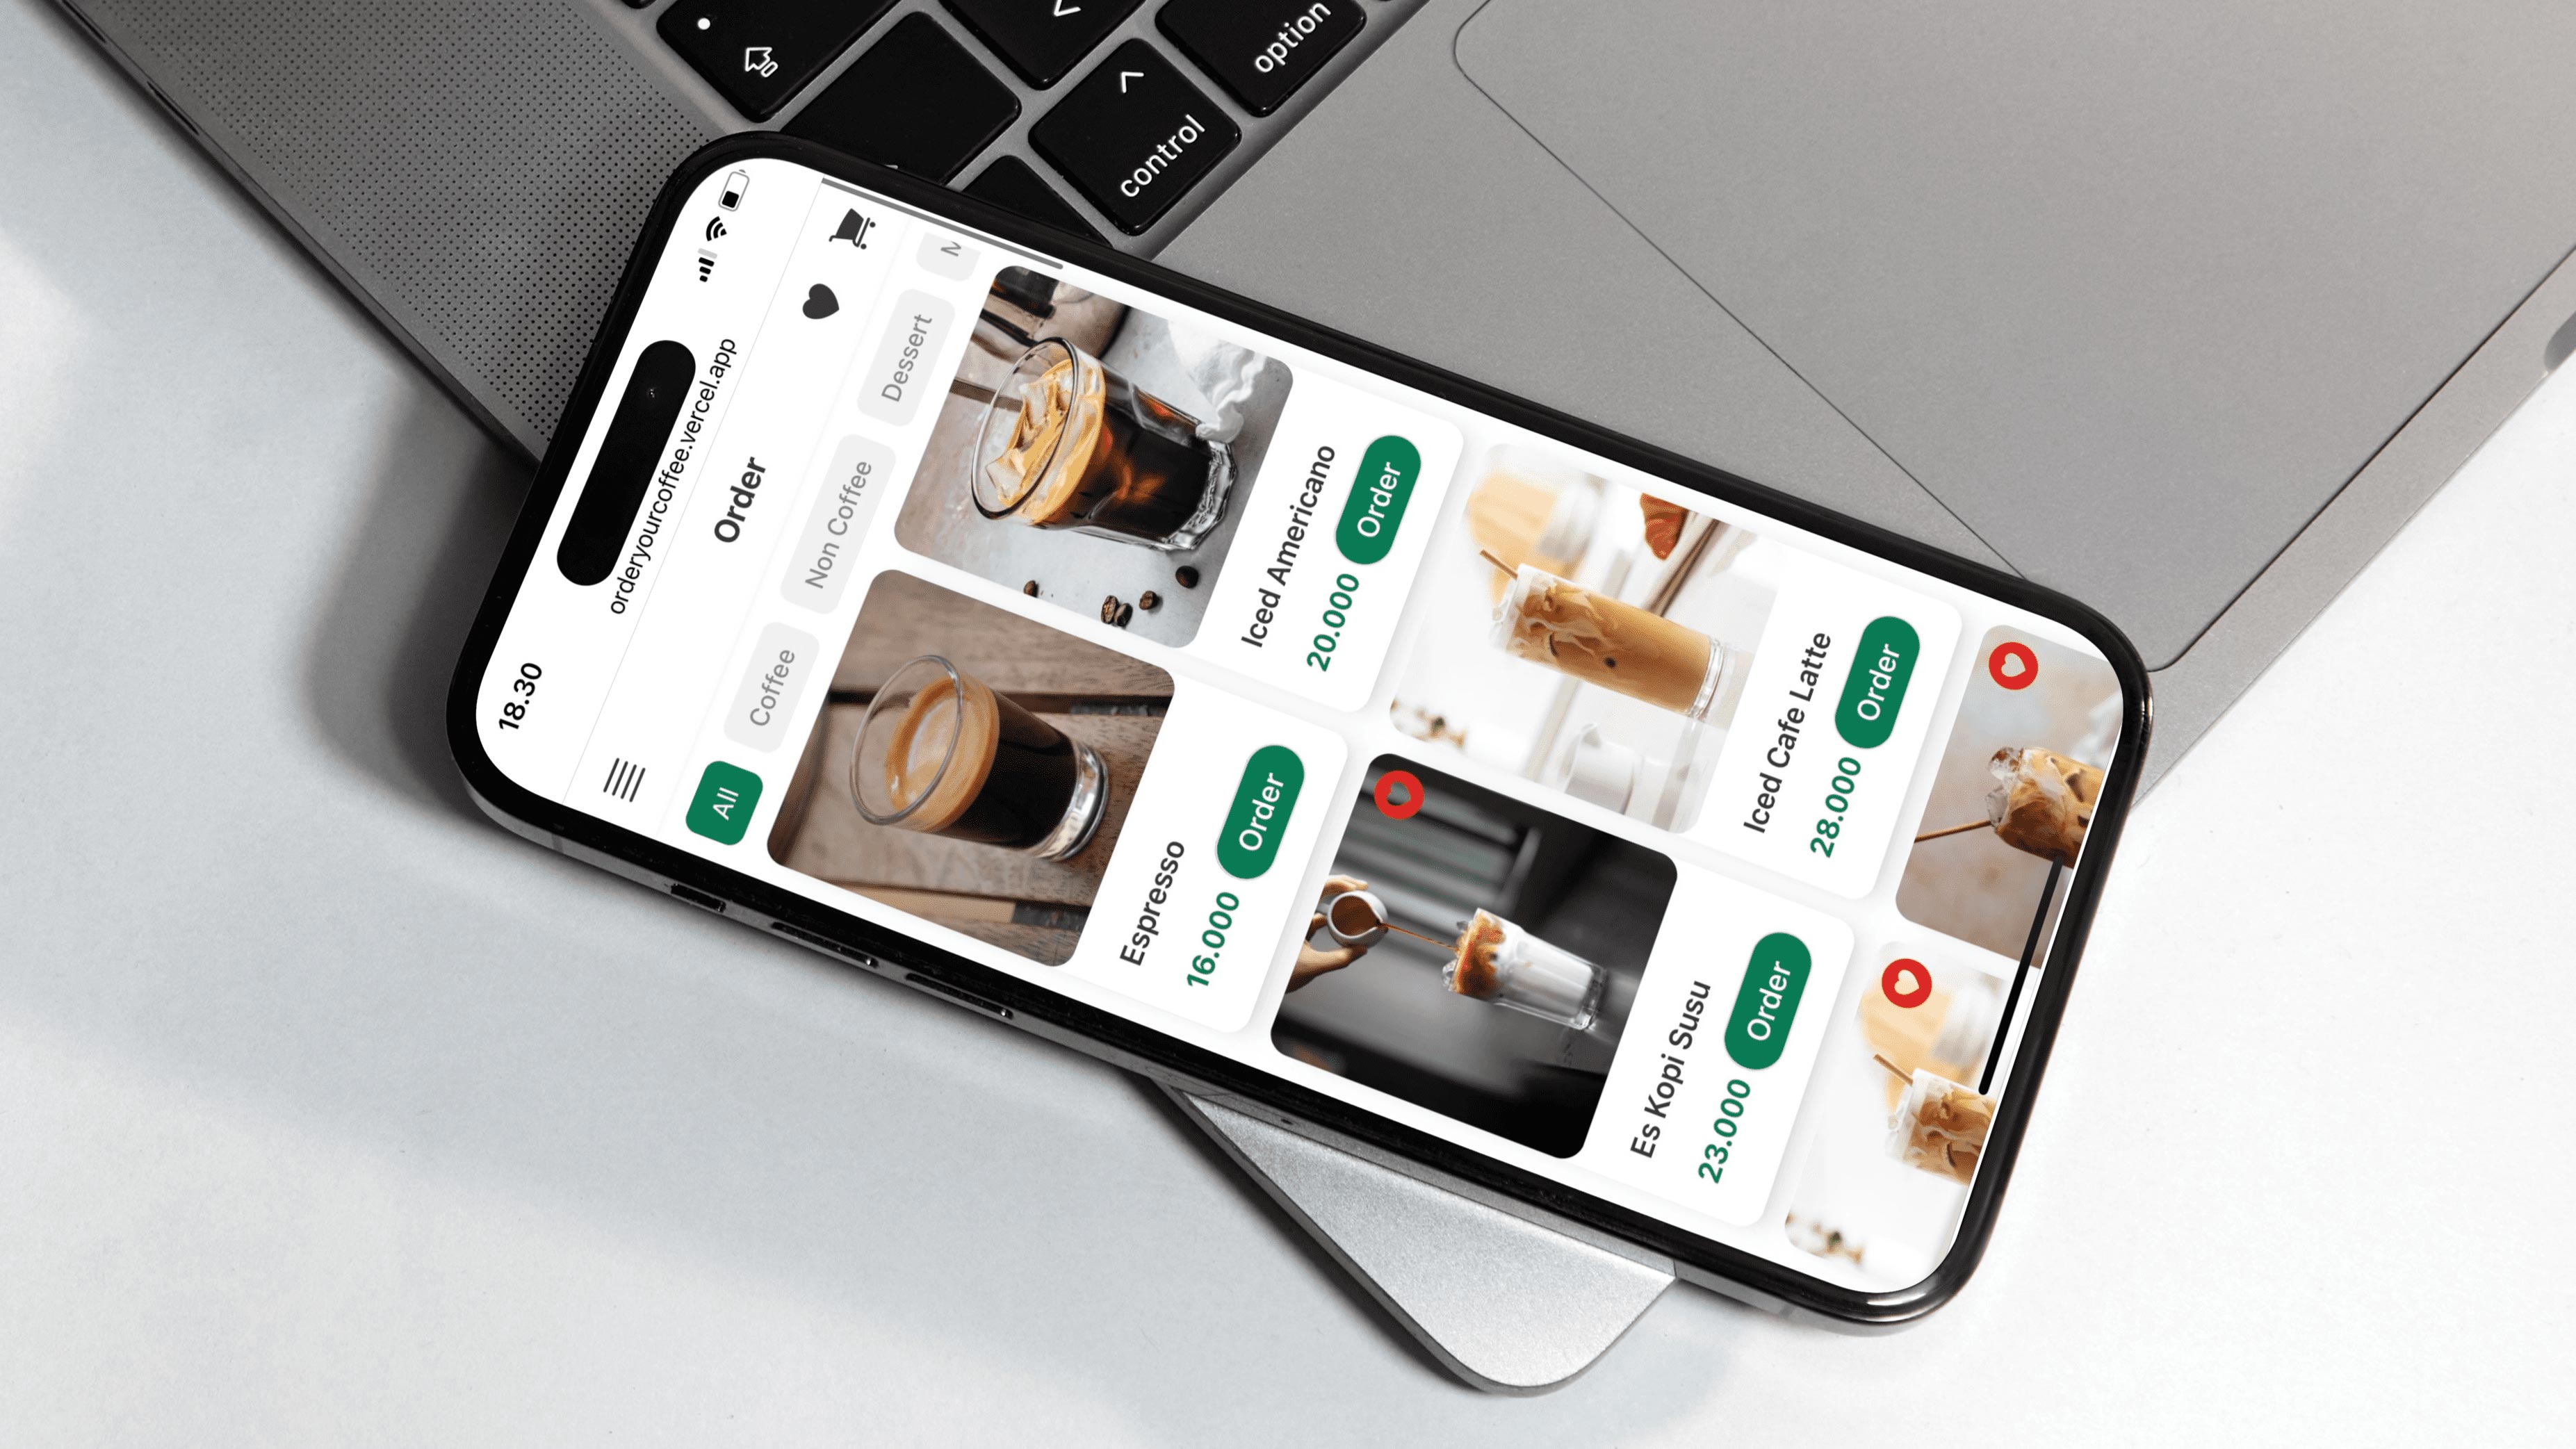 option
control
18.30
orderyourcoffee.vercel.app
Order
All
Coffee
Non Coffee
Dessert
M
Espresso
16.000
Order
Iced Americano
20.000
Order
Es Kopi Susu
23.000
Order
Iced Cafe Latte
28.000
Order